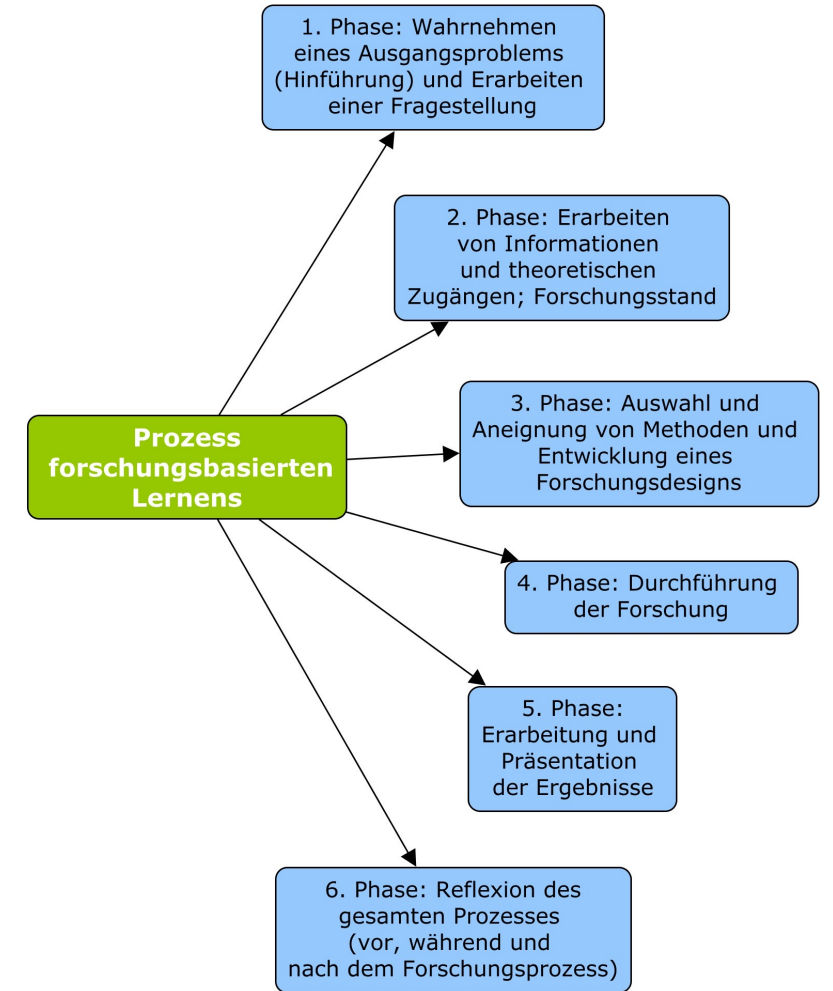 1. Phase: Wahrnehmen
eines Ausgangsproblems
(Hinführung) und Erarbeiten
einer Fragestellung
2. Phase: Erarbeiten
von Informationen
und theoretischen
Zugängen; Forschungsstand
3. Phase: Auswahl und
Aneignung von Methoden und
Entwicklung eines
Forschungsdesigns
Prozess
forschungsbasierten
Lernens
4. Phase: Durchführung
der Forschung
5. Phase:
Erarbeitung und
Präsentation
der Ergebnisse
6. Phase: Reflexion des
gesamten Prozesses
(vor, während und
nach dem Forschungsprozess)